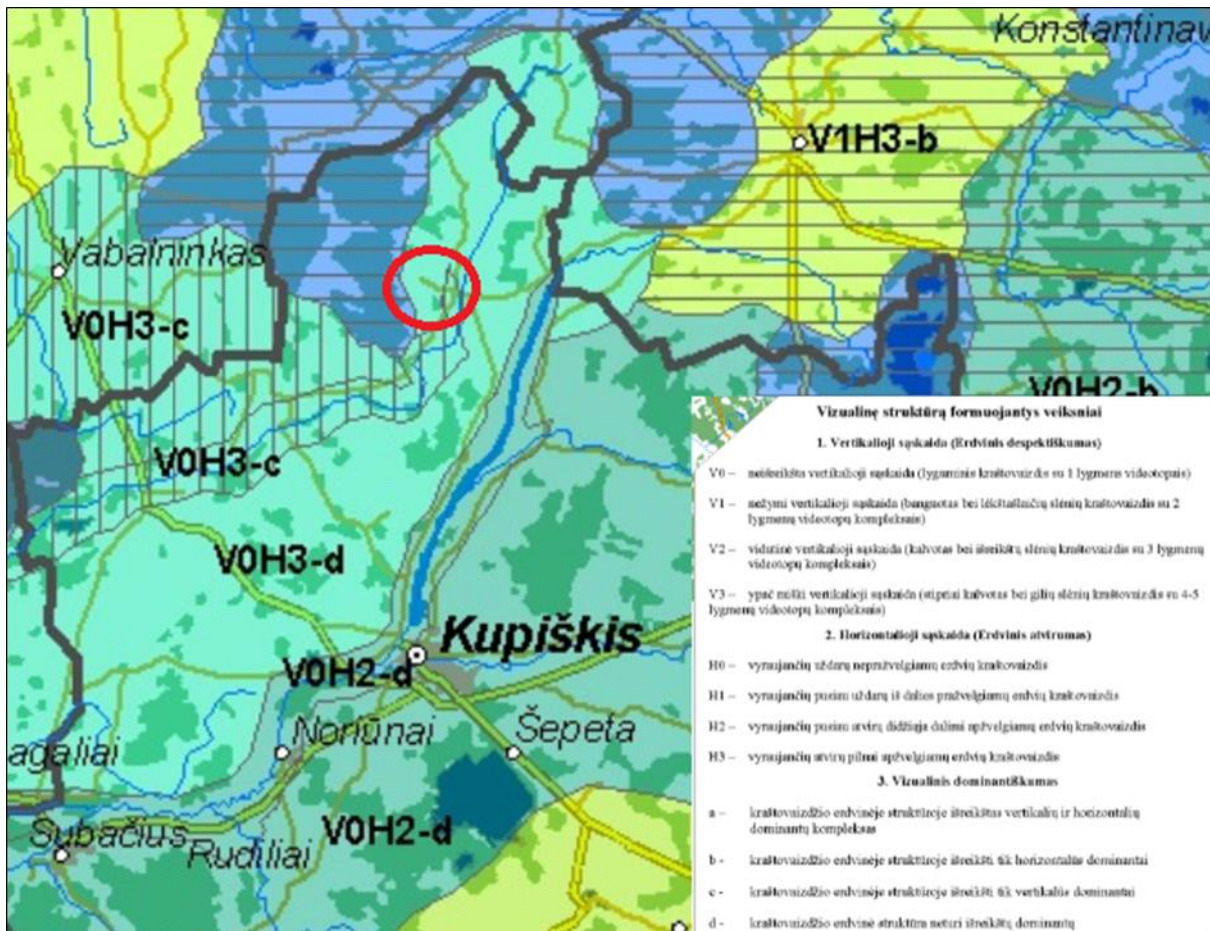 Konstantinav
V1H3-b
Vabalninkas
V0H3-c
V0H2-b
V0H3-c
V0H3-d
Kupiškis
V0H2-d
Noriūnai
Šepeta
agaliai
Subačius
Rudiliai
V0H2-d
Vizualinę struktūrą formuojantys veiksniai
1. Vertikalioji sąskaida (Erdvinis despektiškumas)
V0 – neišreikšta vertikalioji sąskaida (lyguminis kraštovaizdis su 1 lygmens videotopais)
V1 – nežymi vertikalioji sąskaida (banguotas bei lėkštašlaičių slėnių kraštovaizdis su 2
lygmenų videotopų kompleksais)
V2 – vidutinė vertikalioji sąskaida (kalvotas bei išreikštų slėnių kraštovaizdis su 3 lygmenų
videotopų kompleksais)
V3 – ypač raiški vertikalioji sąskaida (stipriai kalvotas bei gilių slėnių kraštovaizdis su 4-5
lygmenų videotopų kompleksais)
2. Horizontalioji sąskaida (Erdvinis atvirumas)
H0 – vyraujančių uždarų nepražvelgiamų erdvių kraštovaizdis
H1 – vyraujančių pusiau uždarų iš dalies pražvelgiamų erdvių kraštovaizdis
H2 – vyraujančių pusiau atvirų didžiąja dalimi apžvelgiamų erdvių kraštovaizdis
H3 – vyraujančių atvirų pilnai apžvelgiamų erdvių kraštovaizdis
3. Vizualinis dominantiškumas
a – kraštovaizdžio erdvinėje struktūroje išreikštas vertikalių ir horizontalių
dominantų kompleksas
b - kraštovaizdžio erdvinėje struktūroje išreikšti tik horizontalūs dominantai
c - kraštovaizdžio erdvinėje struktūroje išreikšti tik vertikalūs dominantai
d - kraštovaizdžio erdvinė struktūra neturi išreikštų dominantų